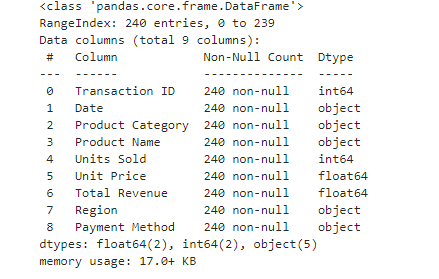 <class 'pandas.core.frame.DataFrame'>
RangeIndex: 240 entries, 0 to 239
Data columns (total 9 columns):
 #   Column            Non-Null Count  Dtype
---  ------            --------------  -----
 0   Transaction ID    240 non-null    int64
 1   Date              240 non-null    object
 2   Product Category  240 non-null    object
 3   Product Name      240 non-null    object
 4   Units Sold        240 non-null    int64
 5   Unit Price        240 non-null    float64
 6   Total Revenue     240 non-null    float64
 7   Region            240 non-null    object
 8   Payment Method    240 non-null    object
dtypes: float64(2), int64(2), object(5)
memory usage: 17.0+ KB